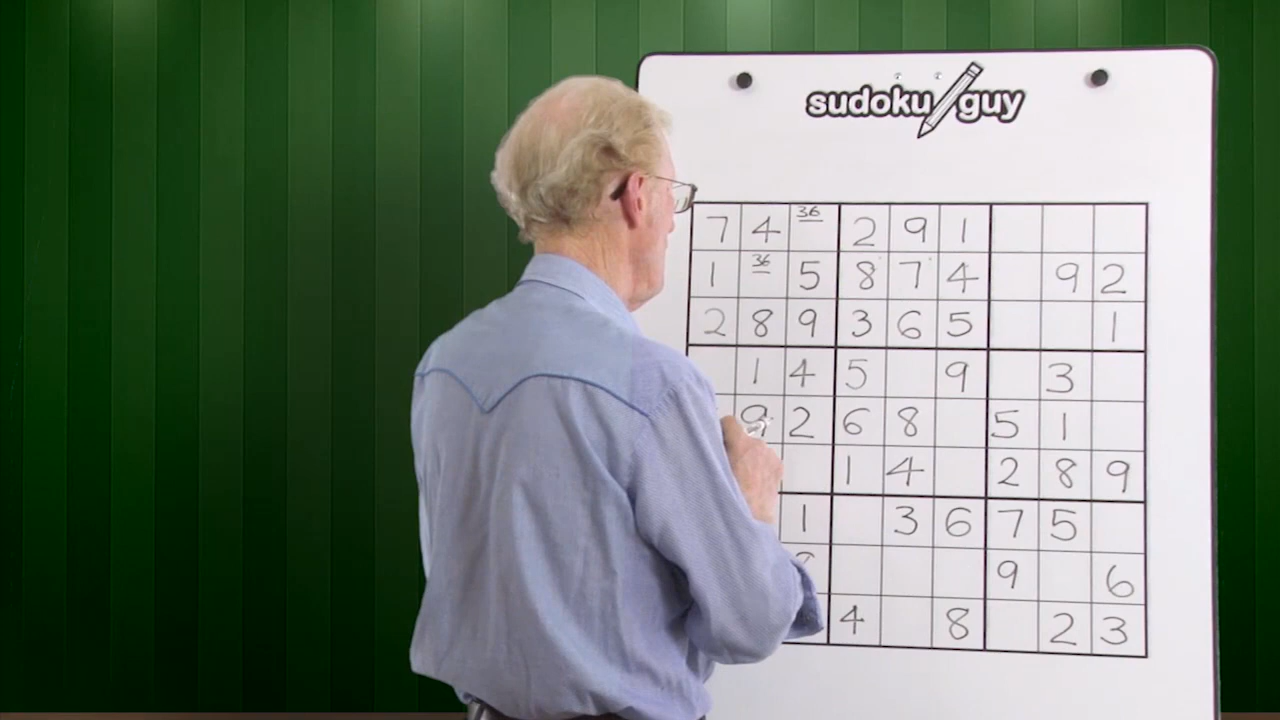 sudoku guy
7 4 36 2 9 1
1 36 5 8 7 4 9 2
2 8 9 3 6 5 1
1 4 5 9 3
9 2 6 8 5 1
1 4 2 8 9
1 3 6 7 5
9 6
4 8 2 3